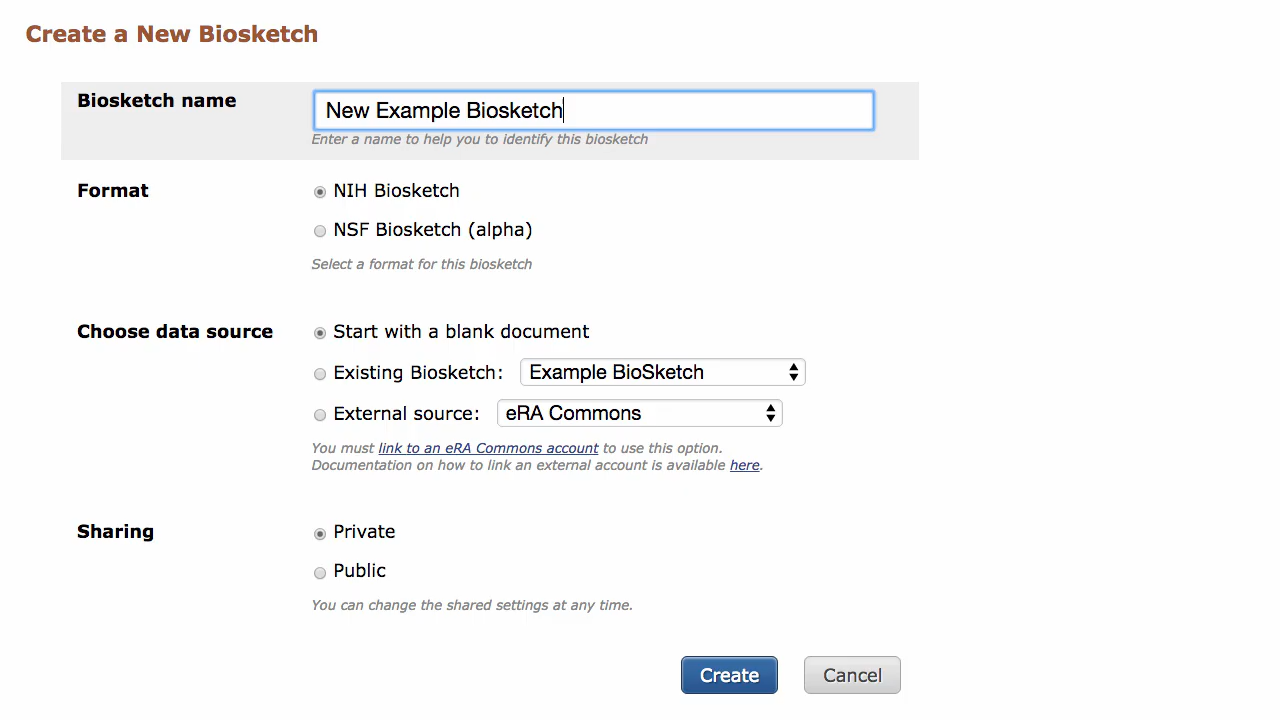 Create a New Biosketch
Biosketch name
New Example Biosketch
Enter a name to help you to identify this biosketch
Format
NIH Biosketch
NSF Biosketch (alpha)
Select a format for this biosketch
Choose data source
Start with a blank document
Existing Biosketch: Example BioSketch
External source: eRA Commons
You must link to an eRA Commons account to use this option.
Documentation on how to link an external account is available here.
Sharing
Private
Public
You can change the shared settings at any time.
Create Cancel